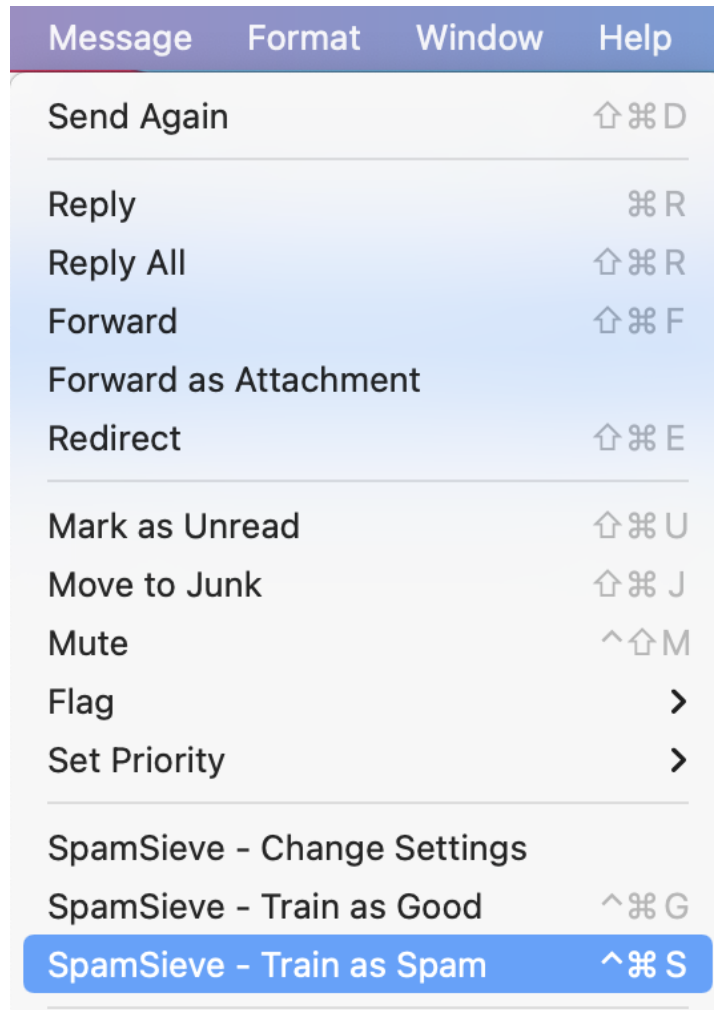 Message Format Window Help
Send Again ⇧⌘D
Reply ⌘R
Reply All ⇧⌘R
Forward ⇧⌘F
Forward as Attachment
Redirect ⇧⌘E
Mark as Unread ⇧⌘U
Move to Junk ⇧⌘J
Mute ^⇧M
Flag >
Set Priority >
SpamSieve - Change Settings
SpamSieve - Train as Good ^⌘G
SpamSieve - Train as Spam ^⌘S